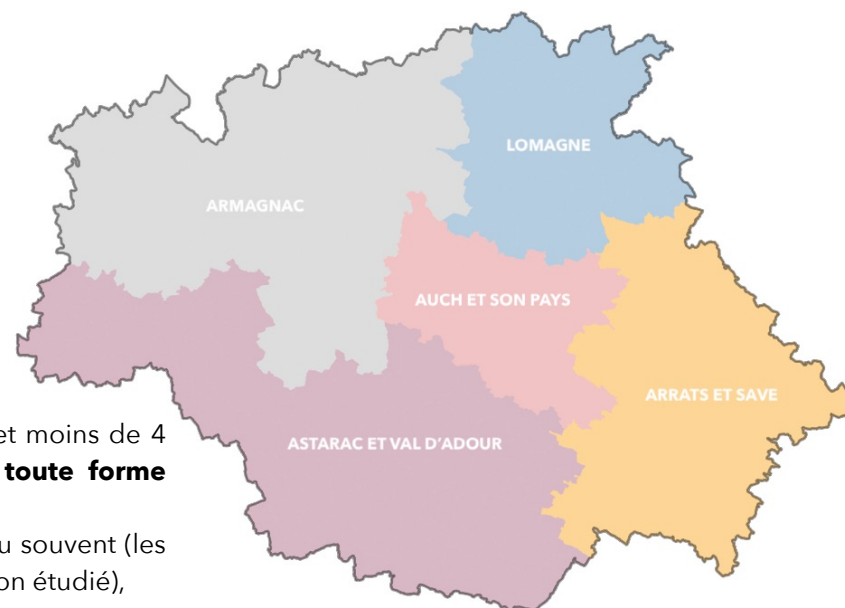 LOMAGNE
ARMAGNAC
AUCH ET SON PAYS
ARRATS ET SAVE
ASTARAC ET VAL D'ADOUR
et moins de 4
toute forme
u souvent (les
on étudié),